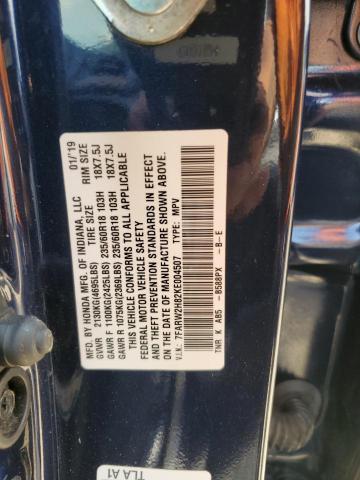 MFD. BY HONDA MFG. OF INDIANA, LLC 01/'19
TIRE SIZE RIM SIZE
GVWR 2130KG(4695LBS)
GAWR F 1100KG(2425LBS) 235/60R18 103H 18X7.5J
GAWR R 1075KG(2369LBS) 235/60R18 103H 18X7.5J
THIS VEHICLE CONFORMS TO ALL APPLICABLE
FEDERAL MOTOR VEHICLE SAFETY
AND THEFT PREVENTION STANDARDS IN EFFECT
ON THE DATE OF MANUFACTURE SHOWN ABOVE.
V.I.N.: 7FARW2H82KE004507 TYPE: MPV
TNR K AB5 -B588PX -B-E
TLA A1